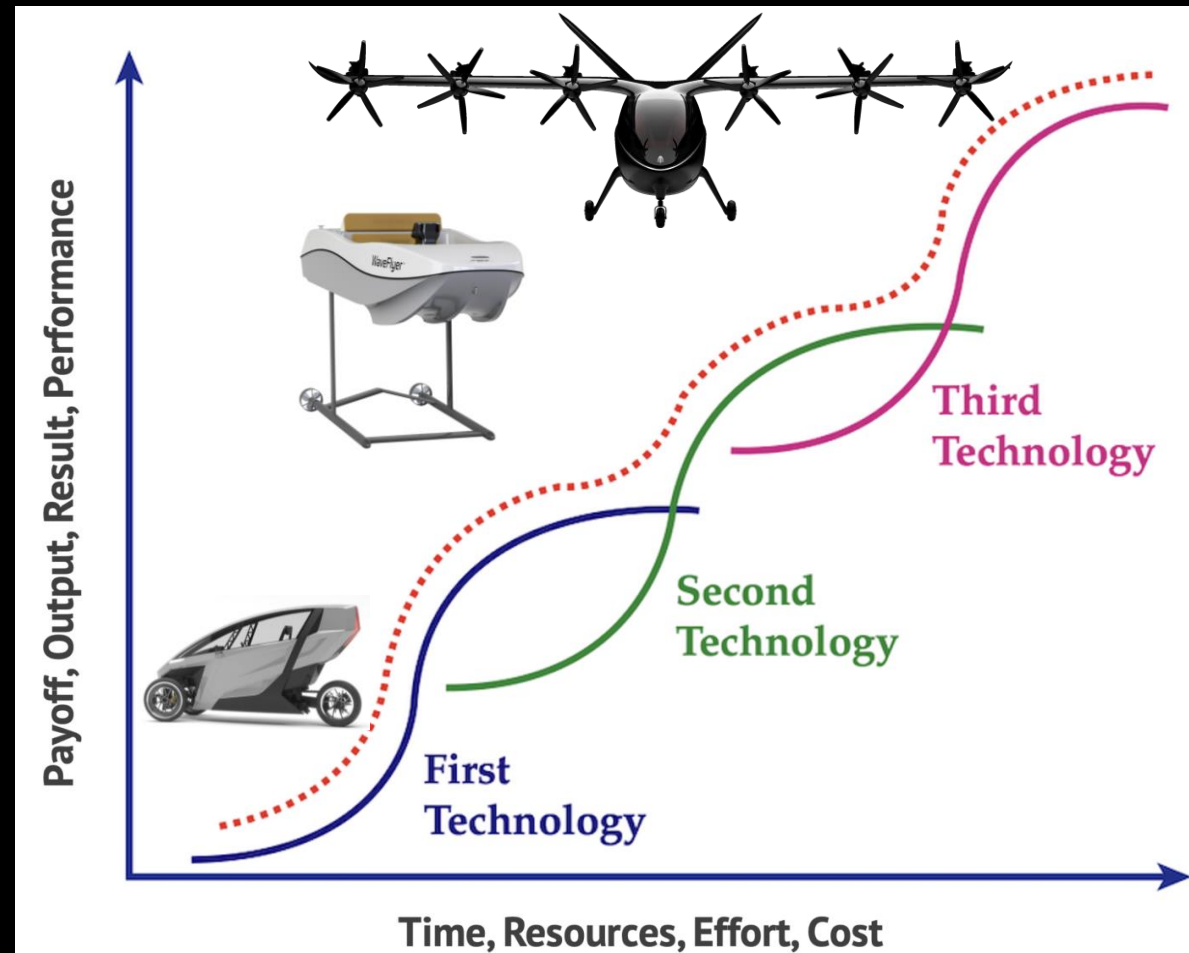 Payoff, Output, Result, Performance
WaveFlyer
Third
Technology
Second
Technology
First
Technology
Time, Resources, Effort, Cost